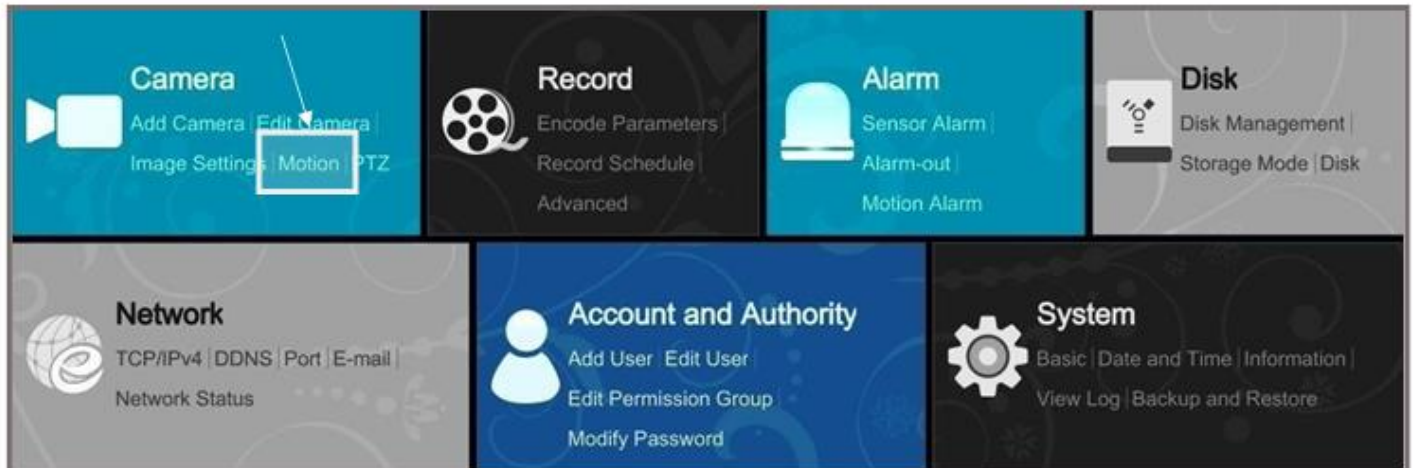 Camera
Add Camera | Edit Camera |
Image Settings | Motion | PTZ
Record
Encode Parameters |
Record Schedule |
Advanced
Alarm
Sensor Alarm |
Alarm-out |
Motion Alarm
Disk
Disk Management |
Storage Mode | Disk
Network
TCP/IPv4 | DDNS | Port | E-mail |
Network Status
Account and Authority
Add User Edit User |
Edit Permission Group |
Modify Password
System
Basic | Date and Time | Information |
View Log | Backup and Restore